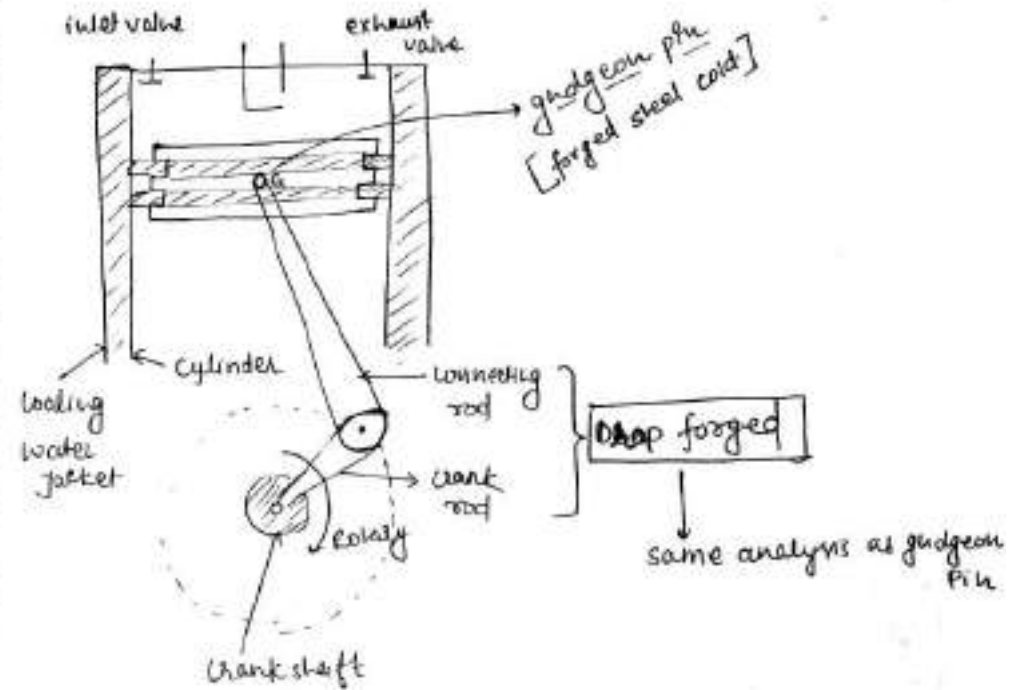 inlet valve
exhaust
valve
gudgeon pin
[forged steel cold]
G
cylinder
cooling
water
jacket
connecting
rod
crank
rod
Drop forged
Rotary
same analysis as gudgeon
Pin
crank shaft